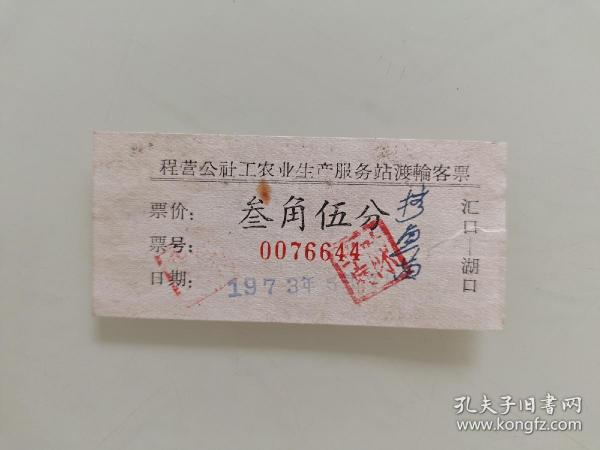 程营公社工农业生产服务站渡輪客票
票价: 叁角伍分
票号: 0076644
日期: 1973年5
汇口—湖口
孔夫子旧书网
www.kongfz.com